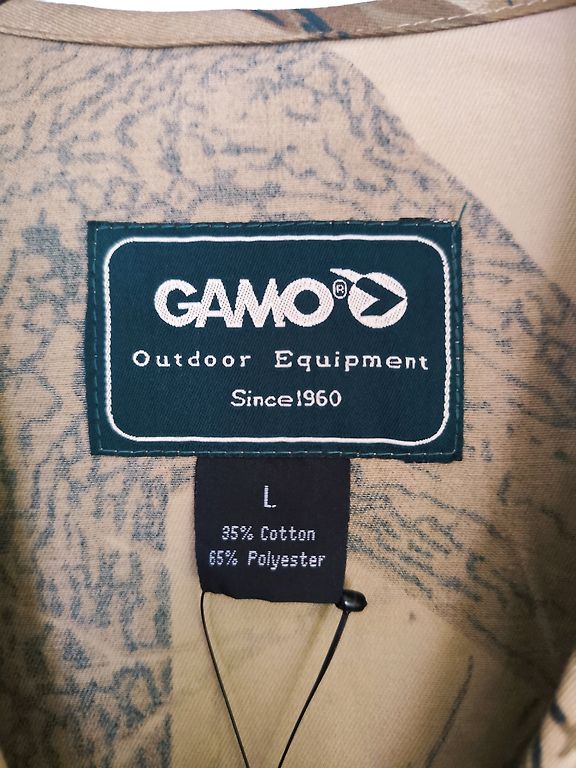 GAMO®
Outdoor Equipment
Since1960
L
35% Cotton
65% Polyester